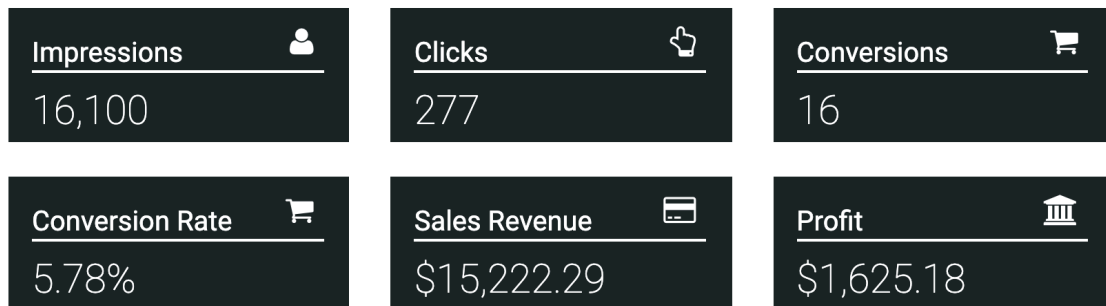 Impressions
16,100
Clicks
277
Conversions
16
Conversion Rate
5.78%
Sales Revenue
$15,222.29
Profit
$1,625.18